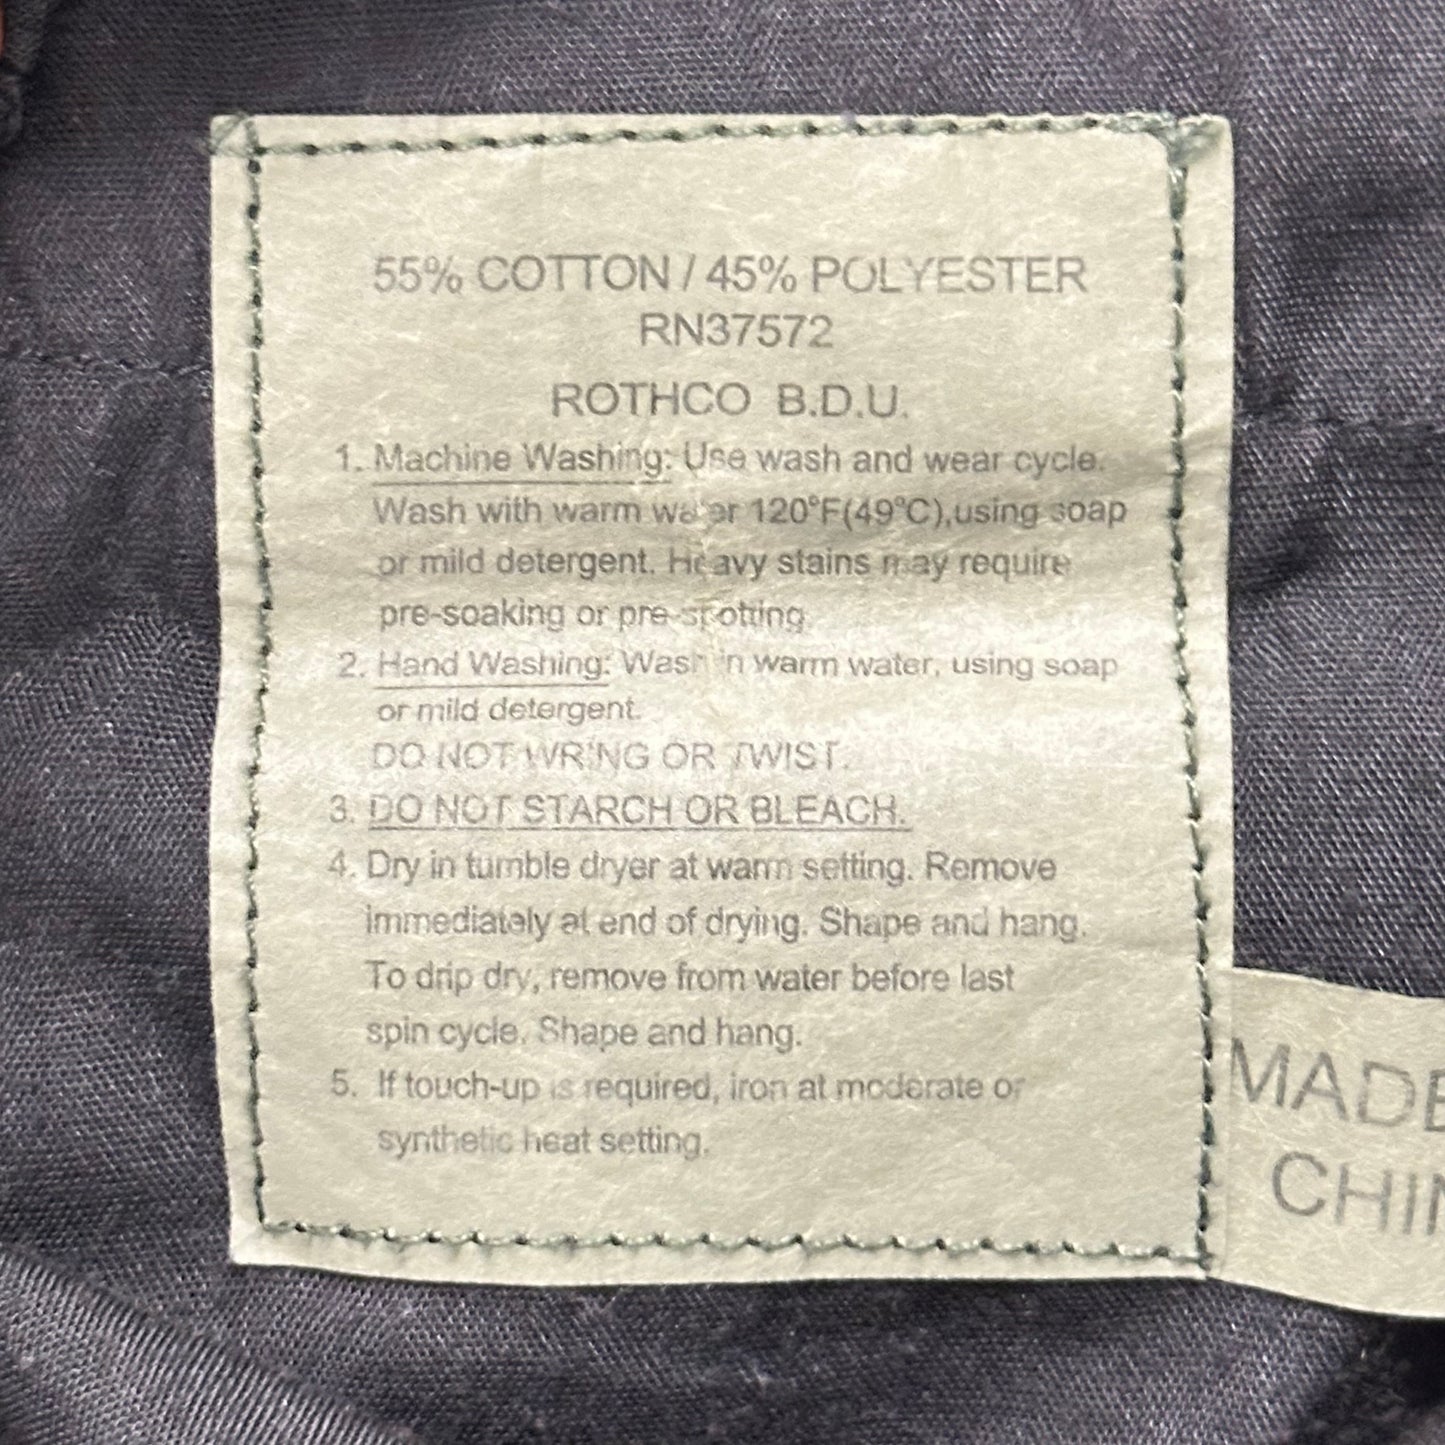 55% COTTON / 45% POLYESTER
RN37572
ROTHCO B.D.U.
1. Machine Washing: Use wash and wear cycle.
Wash with warm water 120°F(49°C),using soap
or mild detergent. Heavy stains may require
pre-soaking or pre-spotting.
2. Hand Washing: Wash in warm water, using soap
or mild detergent.
DO NOT WRING OR TWIST.
3. DO NOT STARCH OR BLEACH.
4. Dry in tumble dryer at warm setting. Remove
immediately at end of drying. Shape and hang.
To drip dry, remove from water before last
spin cycle. Shape and hang.
5. If touch-up is required, iron at moderate or
synthetic heat setting.
MADE
CHIN